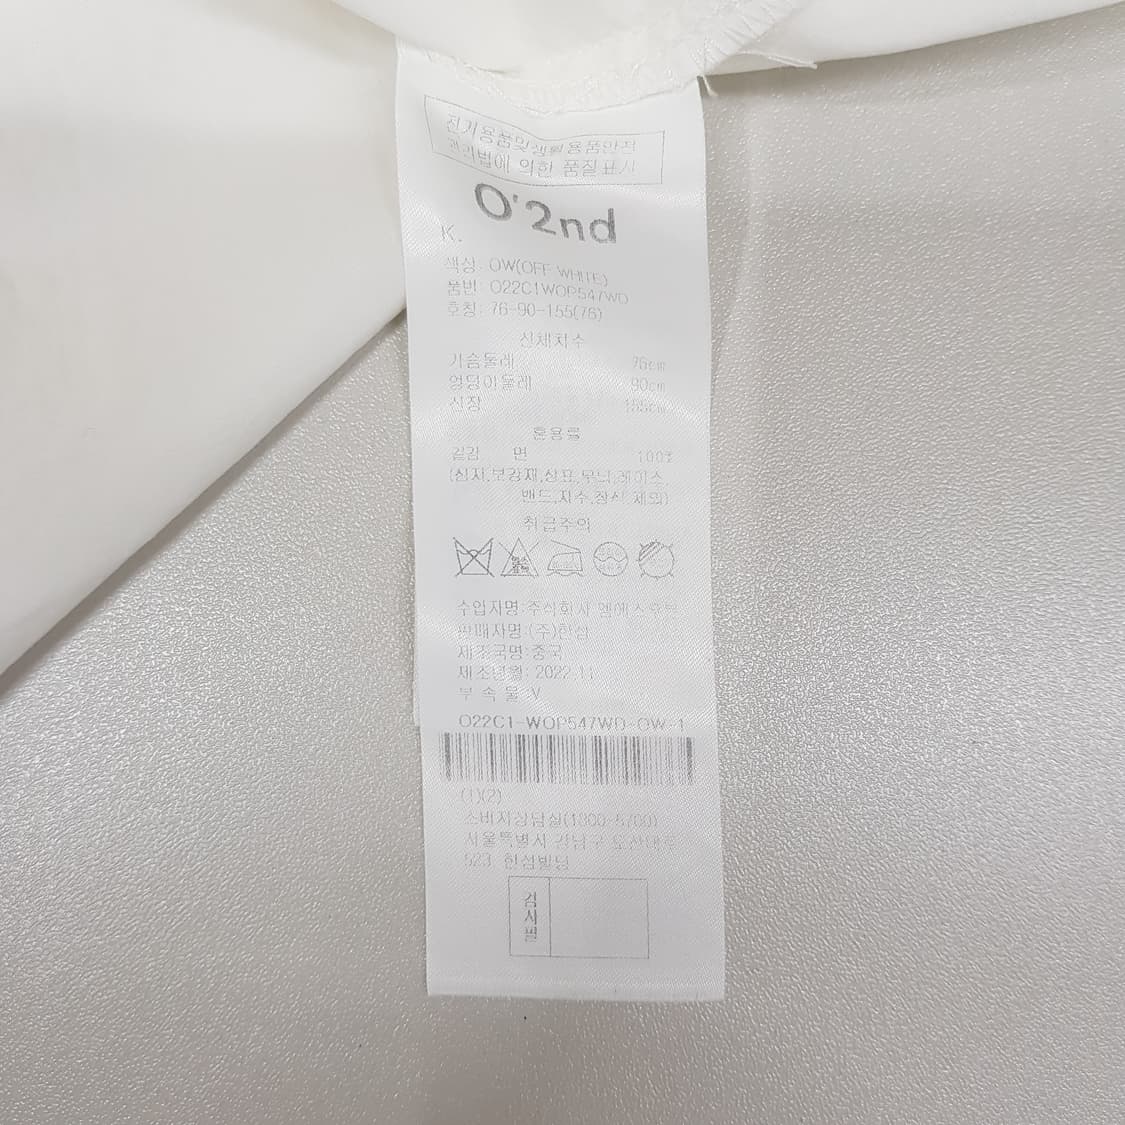 전기용품및생활용품안전
관리법에 의한 품질표시
O'2nd
K.
색상: OW(OFF WHITE)
품번: O22C1WOP547WD
호칭: 76-90-155(76)
신체치수
가슴둘레 76cm
엉덩이둘레 90cm
신장 155cm
혼용률
겉감 면 100%
(심지,보강재,상표,무늬,레이스,
밴드,자수,장식 제외)
취급주의
수입자명:주식회사
판매자명:(주)한섬
제조국명:중국
제조년월: 2022.11
부 속 물:V
O22C1-WOP547WD-OW-1
(1)(2)
소비자상담실(1800-5700)
서울특별시 강남구 도산대로
523 한섬빌딩
검사필